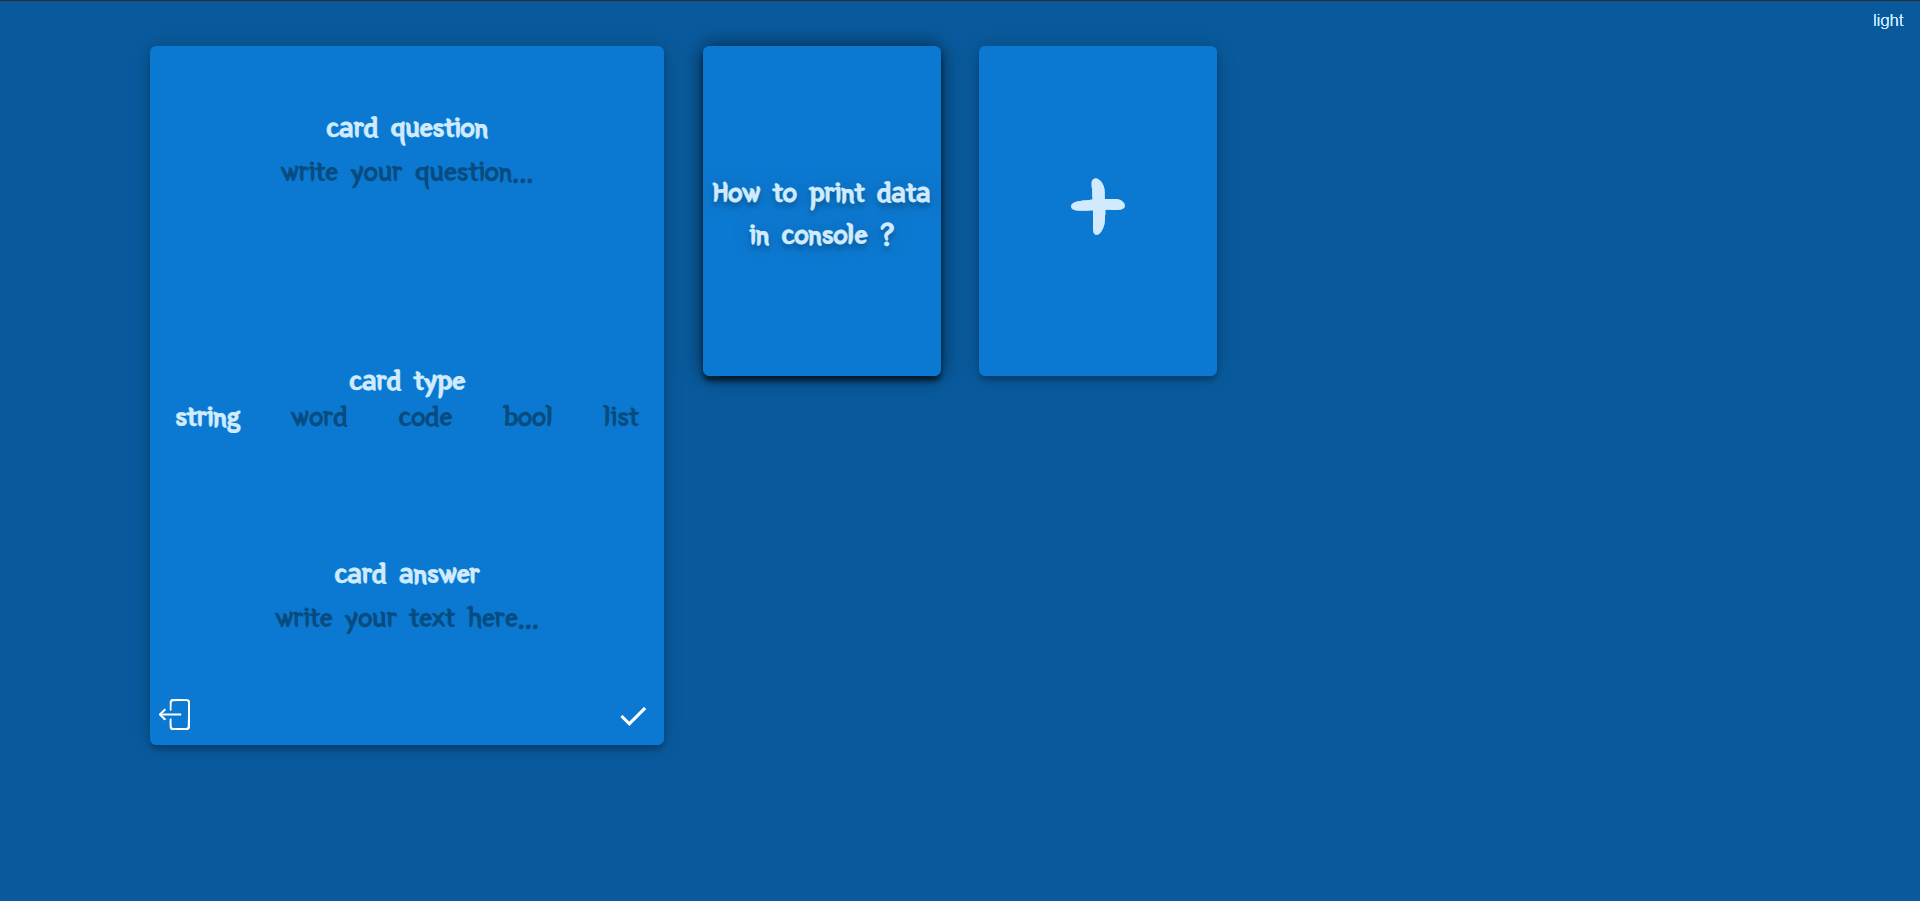 light
card question
write your question...
card type
string word code bool list
card answer
write your text here...
How to print data
in console ?
+